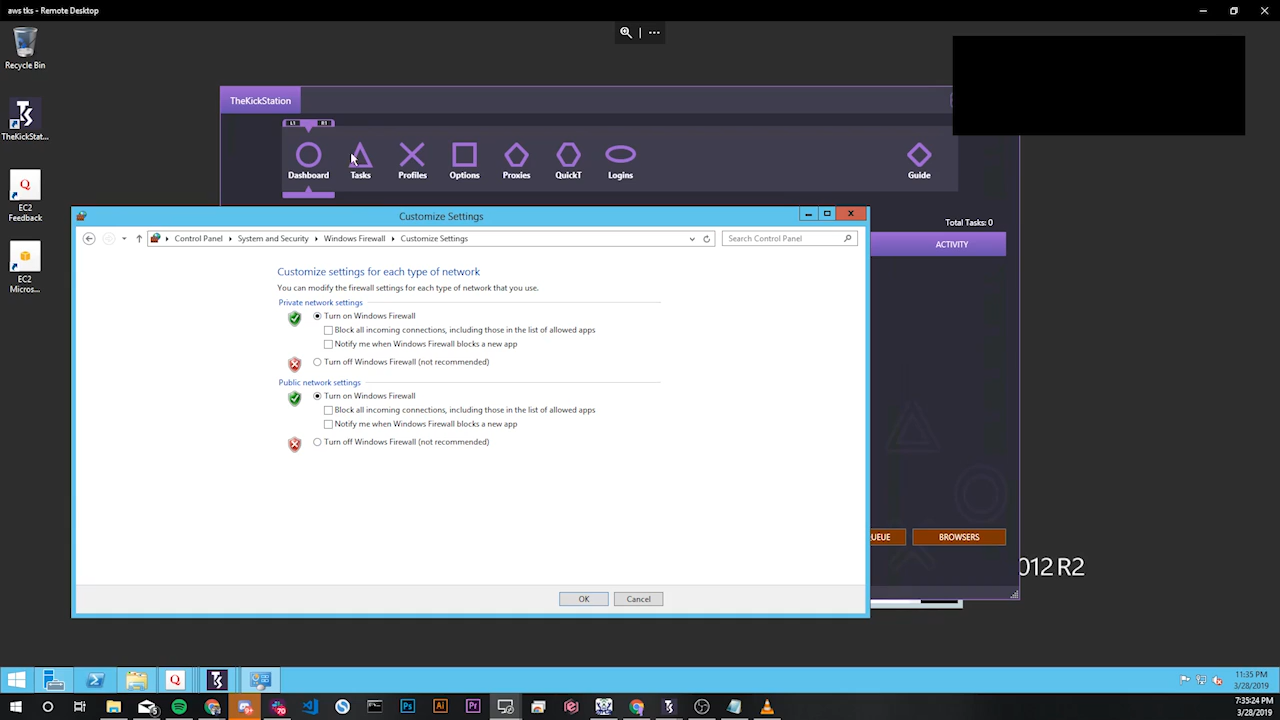 aws tks - Remote Desktop
Recycle Bin
TheKickStat...
EC2
Feedback
EC2
Micros...
TheKickStation
L1 R1
Dashboard
Tasks
Profiles
Options
Proxies
QuickT
Logins
Guide
Total Tasks: 0
ACTIVITY
Customize Settings
Control Panel
System and Security
Windows Firewall
Customize Settings
Search Control Panel
Customize settings for each type of network
You can modify the firewall settings for each type of network that you use.
Private network settings
Turn on Windows Firewall
Block all incoming connections, including those in the list of allowed apps
Notify me when Windows Firewall blocks a new app
Turn off Windows Firewall (not recommended)
Public network settings
Turn on Windows Firewall
Block all incoming connections, including those in the list of allowed apps
Notify me when Windows Firewall blocks a new app
Turn off Windows Firewall (not recommended)
UEUE
BROWSERS
012 R2
OK
Cancel
11:35 PM
3/28/2019
7:35:24 PM
3/28/2019